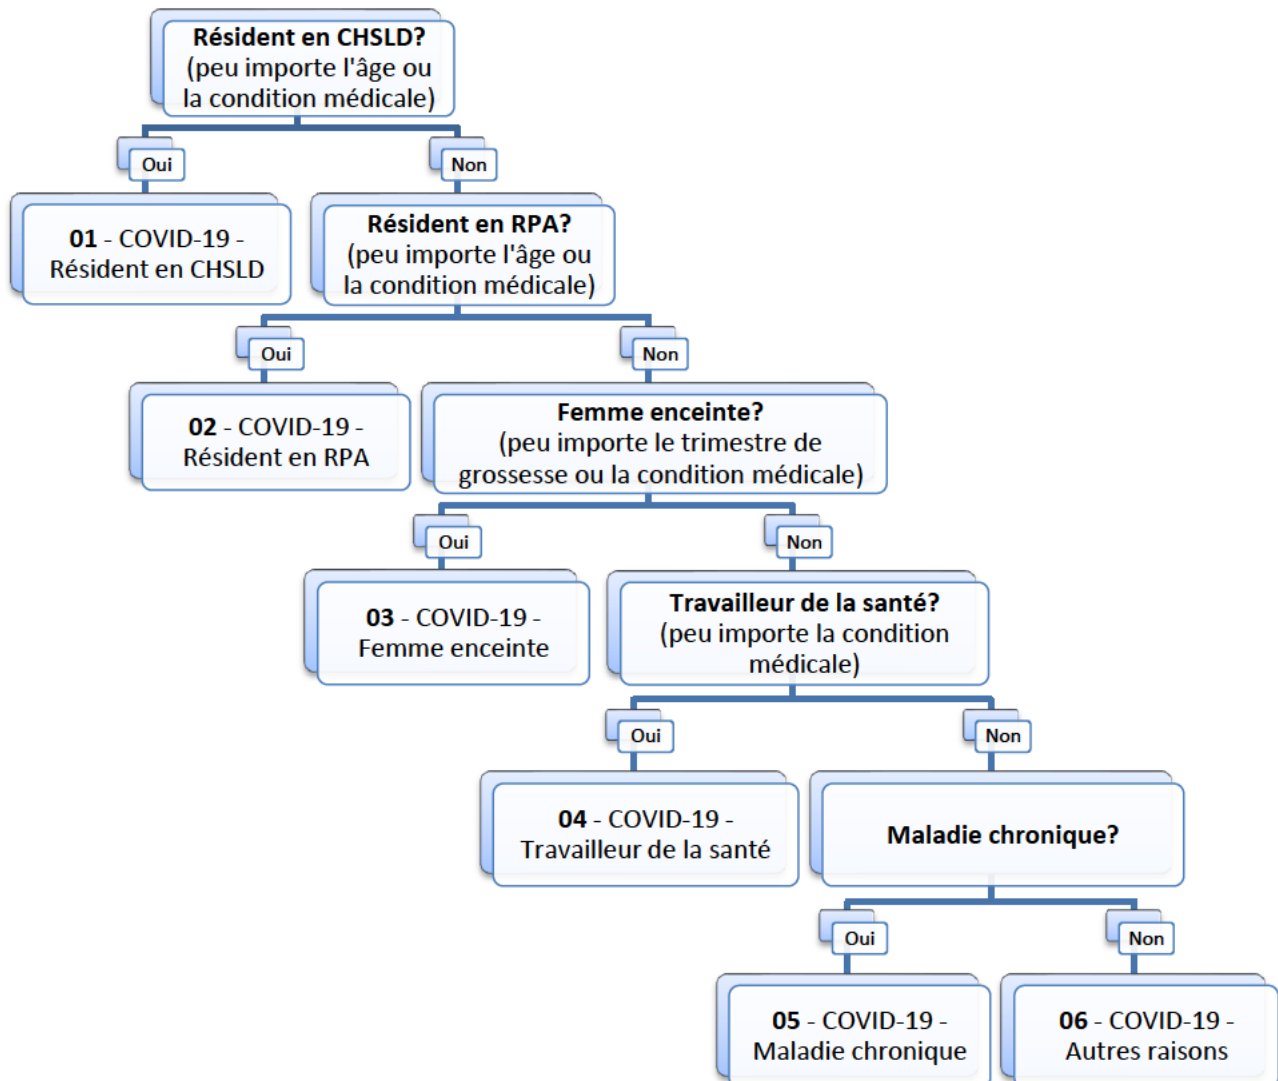 Résident en CHSLD?
(peu importe l'âge ou
la condition médicale)
Oui
Non
01 - COVID-19 -
Résident en CHSLD
Résident en RPA?
(peu importe l'âge ou
la condition médicale)
Oui
Non
02 - COVID-19 -
Résident en RPA
Femme enceinte?
(peu importe le trimestre de
grossesse ou la condition médicale)
Oui
Non
03 - COVID-19 -
Femme enceinte
Travailleur de la santé?
(peu importe la condition
médicale)
Oui
Non
04 - COVID-19 -
Travailleur de la santé
Maladie chronique?
Oui
Non
05 - COVID-19 -
Maladie chronique
06 - COVID-19 -
Autres raisons